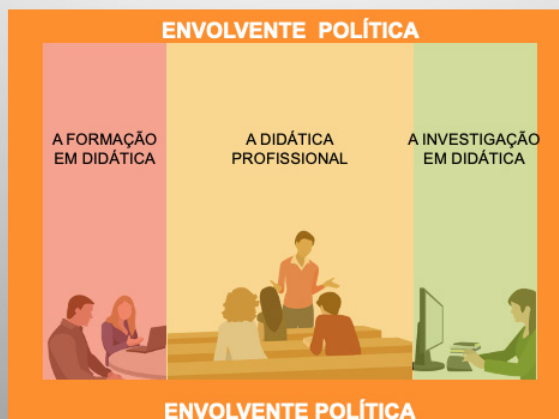 ENVOLVENTE POLÍTICA
A FORMAÇÃO
EM DIDÁTICA
A DIDÁTICA
PROFISSIONAL
A INVESTIGAÇÃO
EM DIDÁTICA
ENVOLVENTE POLÍTICA